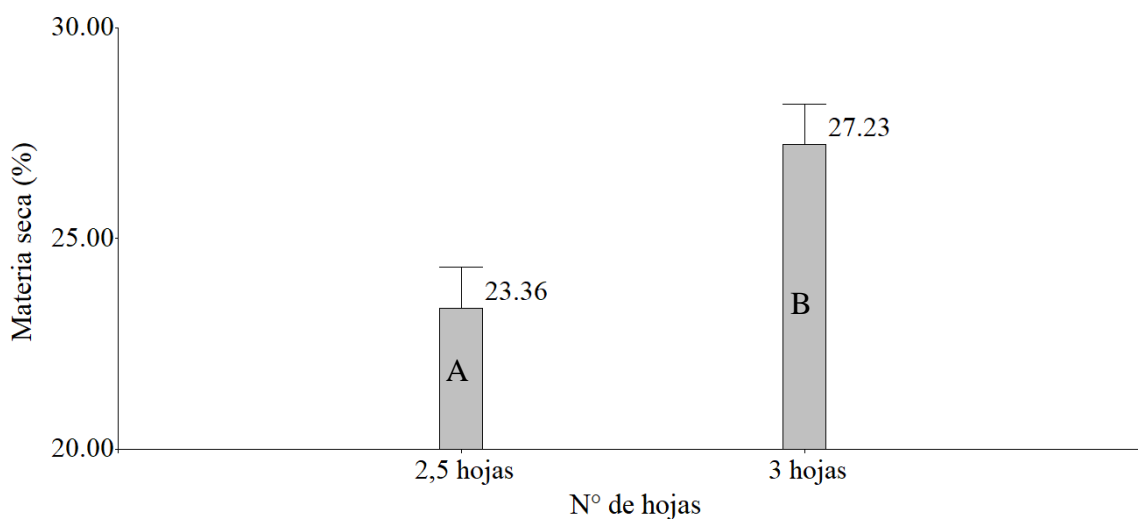 30.00
25.00
20.00
Materia seca (%)
23.36
27.23
A
B
2,5 hojas
3 hojas
N° de hojas